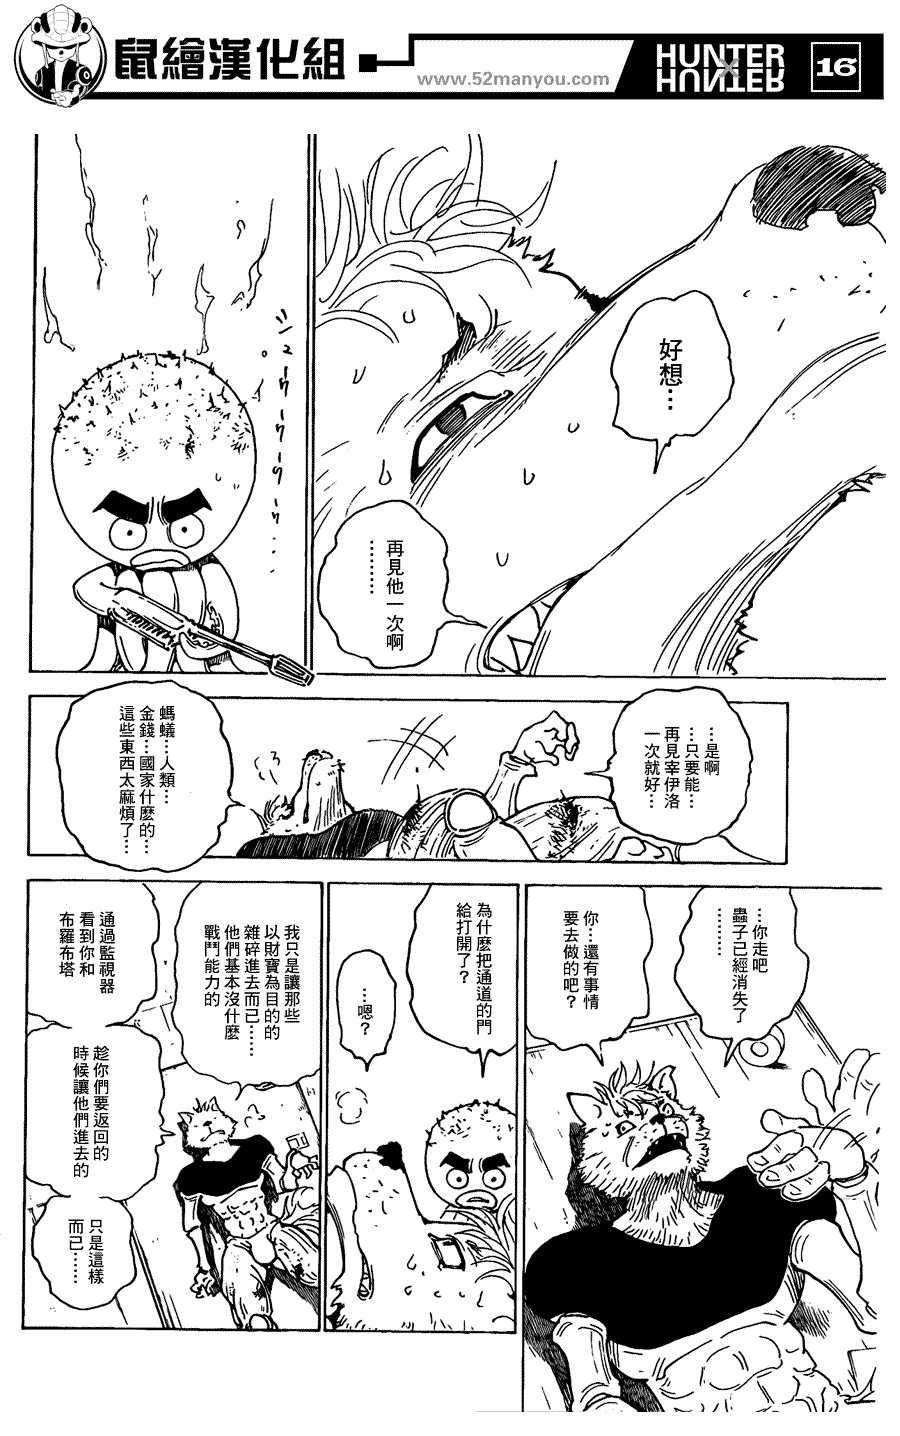 鼠繪漢化組
www.52manyou.com
HUNTER
×
HUNTER
16
好想…
再見他一次啊
………
シュウウウウゥ…
…是啊
…只要能…
再見宰伊洛
一次就好…
螞蟻…人類…
金錢…國家什麼的…
這些東西太麻煩了…
…你走吧
蟲子已經消失了
………
你…還有事情
要去做的吧？
為什麼把通道的門
給打開了？
…嗯？
我只是讓那些
以財寶為目的的
雜碎進去而已……
他們基本沒什麼
戰鬥能力的
通過監視器
看到你和
布羅布塔
趁你們要返回的
時候讓他們進去的
只是這樣
而已……